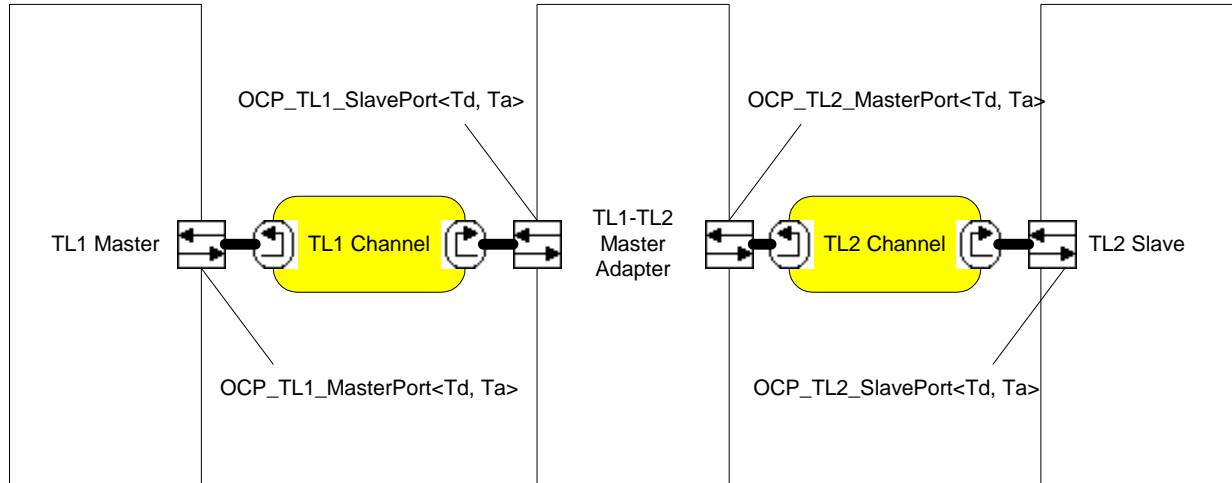 OCP_TL1_SlavePort<Td, Ta>
OCP_TL2_MasterPort<Td, Ta>
TL1 Master
TL1 Channel
TL1-TL2
Master
Adapter
TL2 Channel
TL2 Slave
OCP_TL1_MasterPort<Td, Ta>
OCP_TL2_SlavePort<Td, Ta>